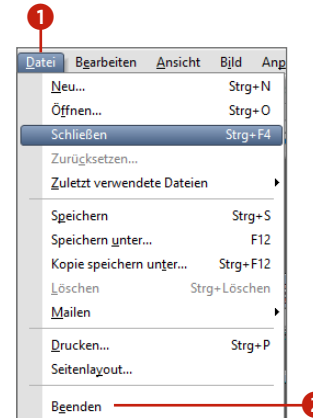 1
Datei Bearbeiten Ansicht Bild Anp
Neu... Strg+N
Öffnen... Strg+O
Schließen Strg+F4
Zurücksetzen...
Zuletzt verwendete Dateien
Speichern Strg+S
Speichern unter... F12
Kopie speichern unter... Strg+F12
Löschen Strg+Löschen
Mailen
Drucken... Strg+P
Seitenlayout...
Beenden